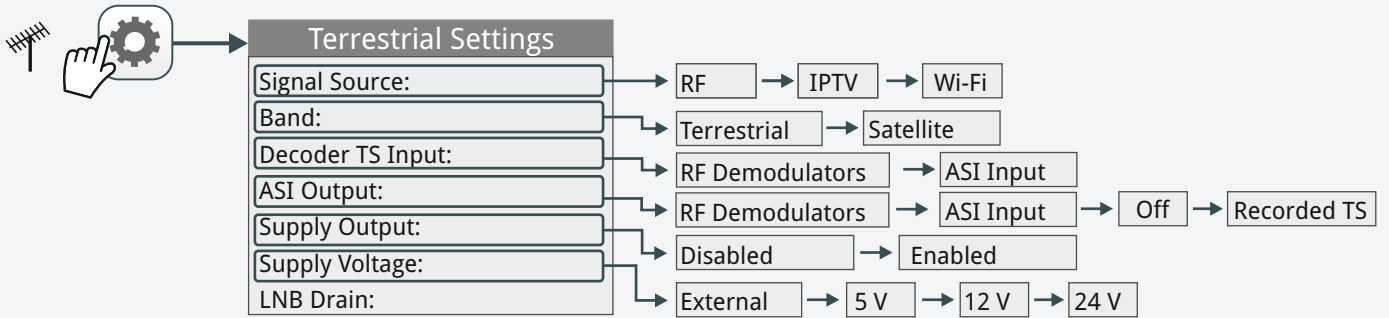 Terrestrial Settings
Signal Source: RF IPTV Wi-Fi
Band: Terrestrial Satellite
Decoder TS Input: RF Demodulators ASI Input
ASI Output: RF Demodulators ASI Input Off Recorded TS
Supply Output: Disabled Enabled
Supply Voltage: External 5 V 12 V 24 V
LNB Drain: